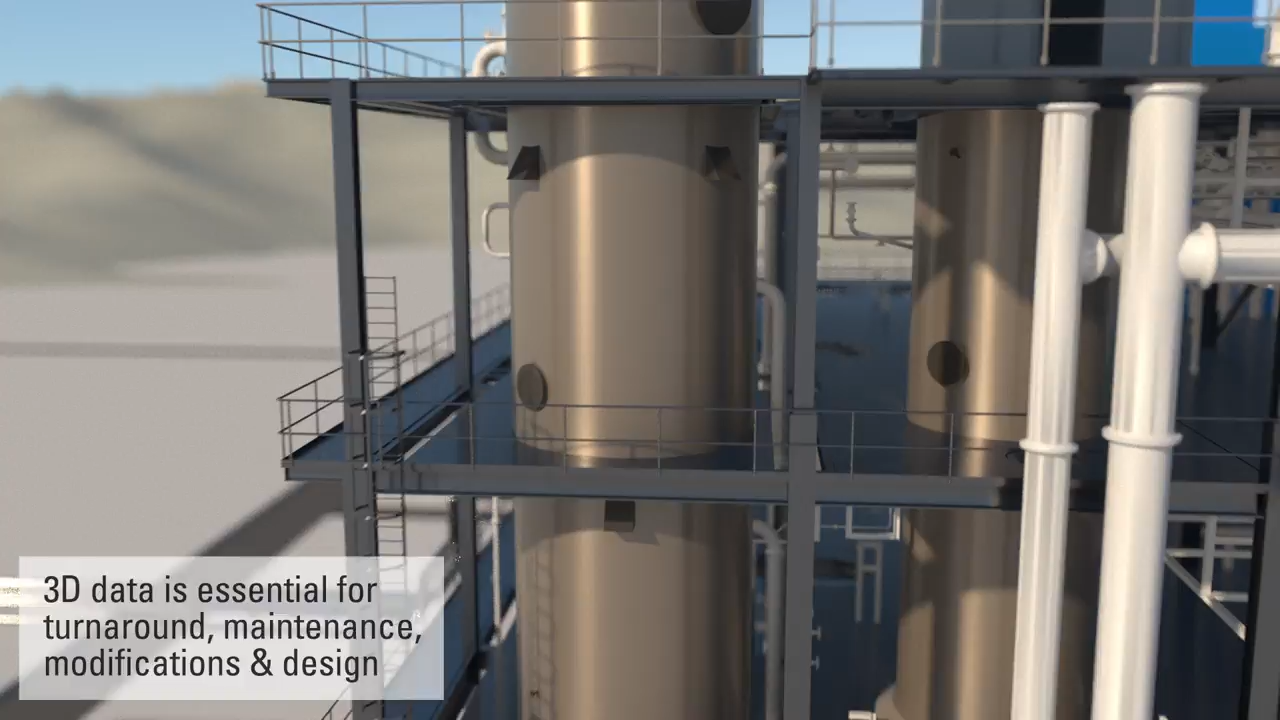 3D data is essential for
turnaround, maintenance,
modifications & design